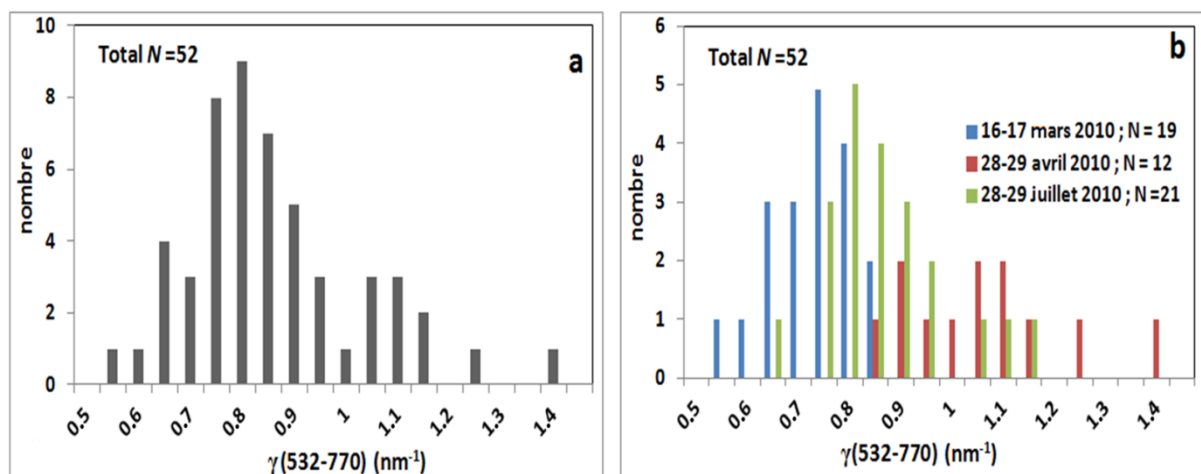 Total N =52
a
10
8
6
4
2
0
nombre
0.5 0.6 0.7 0.8 0.9 1 1.1 1.2 1.4
γ(532-770) (nm⁻¹)
Total N =52
b
16-17 mars 2010 ; N = 19
28-29 avril 2010 ; N = 12
28-29 juillet 2010 ; N =21
6
5
4
3
2
1
0
nombre
0.5 0.6 0.7 0.8 0.9 1 1.1 1.2 1.3 1.4
γ(532-770) (nm⁻¹)